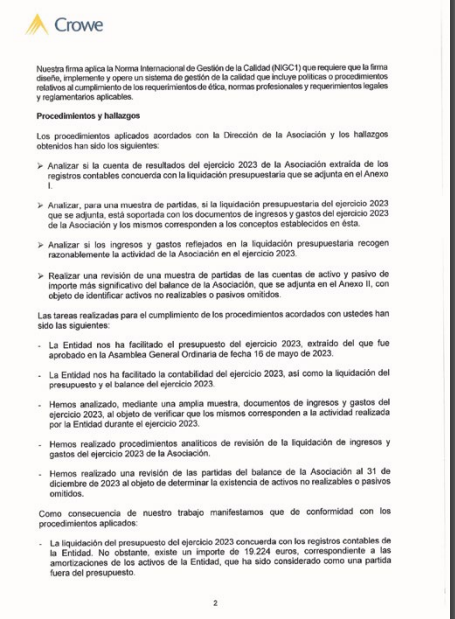 Crowe
Nuestra firma aplica la Norma Internacional de Gestión de la Calidad (NIGC1) que requiere que la firma
diseñe, implemente y opere un sistema de gestión de la calidad que incluye políticas o procedimientos
relativos al cumplimiento de los requerimientos de ética, normas profesionales y requerimientos legales
y reglamentarios aplicables.
Procedimientos y hallazgos
Los procedimientos aplicados acordados con la Dirección de la Asociación y los hallazgos
obtenidos han sido los siguientes:
➢ Analizar si la cuenta de resultados del ejercicio 2023 de la Asociación extraída de los
registros contables concuerda con la liquidación presupuestaria que se adjunta en el Anexo
I.
➢ Analizar, para una muestra de partidas, si la liquidación presupuestaria del ejercicio 2023
que se adjunta, está soportada con los documentos de ingresos y gastos del ejercicio 2023
de la Asociación y los mismos corresponden a los conceptos establecidos en ésta.
➢ Analizar si los ingresos y gastos reflejados en la liquidación presupuestaria recogen
razonablemente la actividad de la Asociación en el ejercicio 2023.
➢ Realizar una revisión de una muestra de partidas de las cuentas de activo y pasivo de
importe más significativo del balance de la Asociación, que se adjunta en el Anexo II, con
objeto de identificar activos no realizables o pasivos omitidos.
Las tareas realizadas para el cumplimiento de los procedimientos acordados con ustedes han
sido las siguientes:
- La Entidad nos ha facilitado el presupuesto del ejercicio 2023, extraído del que fue
aprobado en la Asamblea General Ordinaria de fecha 16 de mayo de 2023.
- La Entidad nos ha facilitado la contabilidad del ejercicio 2023, así como la liquidación del
presupuesto y el balance del ejercicio 2023.
- Hemos analizado, mediante una amplia muestra, documentos de ingresos y gastos del
ejercicio 2023, al objeto de verificar que los mismos corresponden a la actividad realizada
por la Entidad durante el ejercicio 2023.
- Hemos realizado procedimientos analíticos de revisión de la liquidación de ingresos y
gastos del ejercicio 2023 de la Asociación.
- Hemos realizado una revisión de las partidas del balance de la Asociación al 31 de
diciembre de 2023 al objeto de determinar la existencia de activos no realizables o pasivos
omitidos.
Como consecuencia de nuestro trabajo manifestamos que de conformidad con los
procedimientos aplicados:
- La liquidación del presupuesto del ejercicio 2023 concuerda con los registros contables de
la Entidad. No obstante, existe un importe de 19.224 euros, correspondiente a las
amortizaciones de los activos de la Entidad, que ha sido considerado como una partida
fuera del presupuesto.
2